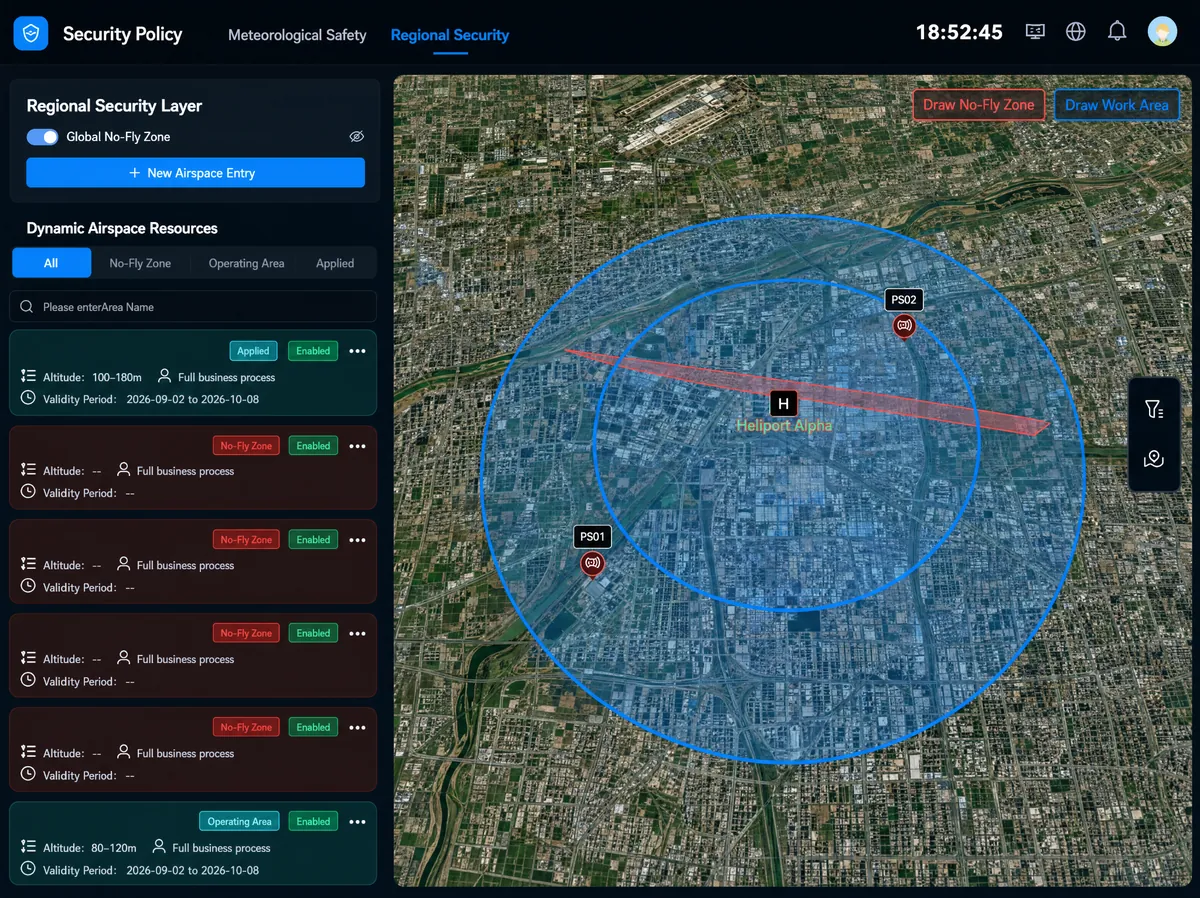 Security Policy
Meteorological Safety
Regional Security
18:52:45
Regional Security Layer
Global No-Fly Zone
+ New Airspace Entry
Dynamic Airspace Resources
All
No-Fly Zone
Operating Area
Applied
Please enterArea Name
Applied
Enabled
Altitude: 100–180m
Full business process
Validity Period: 2026-09-02 to 2026-10-08
No-Fly Zone
Enabled
Altitude: --
Full business process
Validity Period: --
No-Fly Zone
Enabled
Altitude: --
Full business process
Validity Period: --
No-Fly Zone
Enabled
Altitude: --
Full business process
Validity Period: --
No-Fly Zone
Enabled
Altitude: --
Full business process
Validity Period: --
Operating Area
Enabled
Altitude: 80–120m
Full business process
Validity Period: 2026-09-02 to 2026-10-08
Draw No-Fly Zone
Draw Work Area
PS02
H
Heliport Alpha
PS01